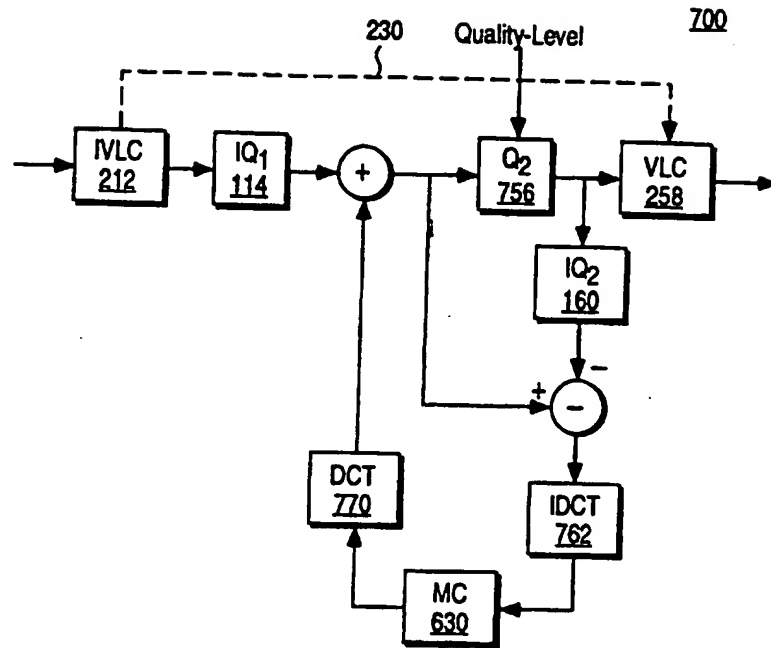 700
230
Quality-Level
IVLC
212
IQ1
114
+
Q2
756
VLC
258
IQ2
160
+
−
−
DCT
770
IDCT
762
MC
630